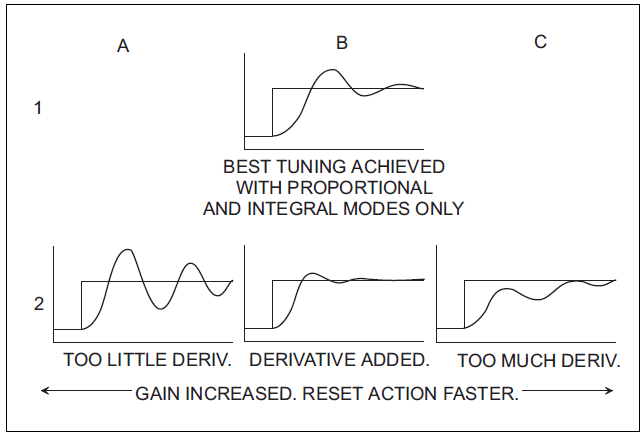 A
B
C
1
BEST TUNING ACHIEVED
WITH PROPORTIONAL
AND INTEGRAL MODES ONLY
2
TOO LITTLE DERIV.
DERIVATIVE ADDED.
TOO MUCH DERIV.
GAIN INCREASED. RESET ACTION FASTER.